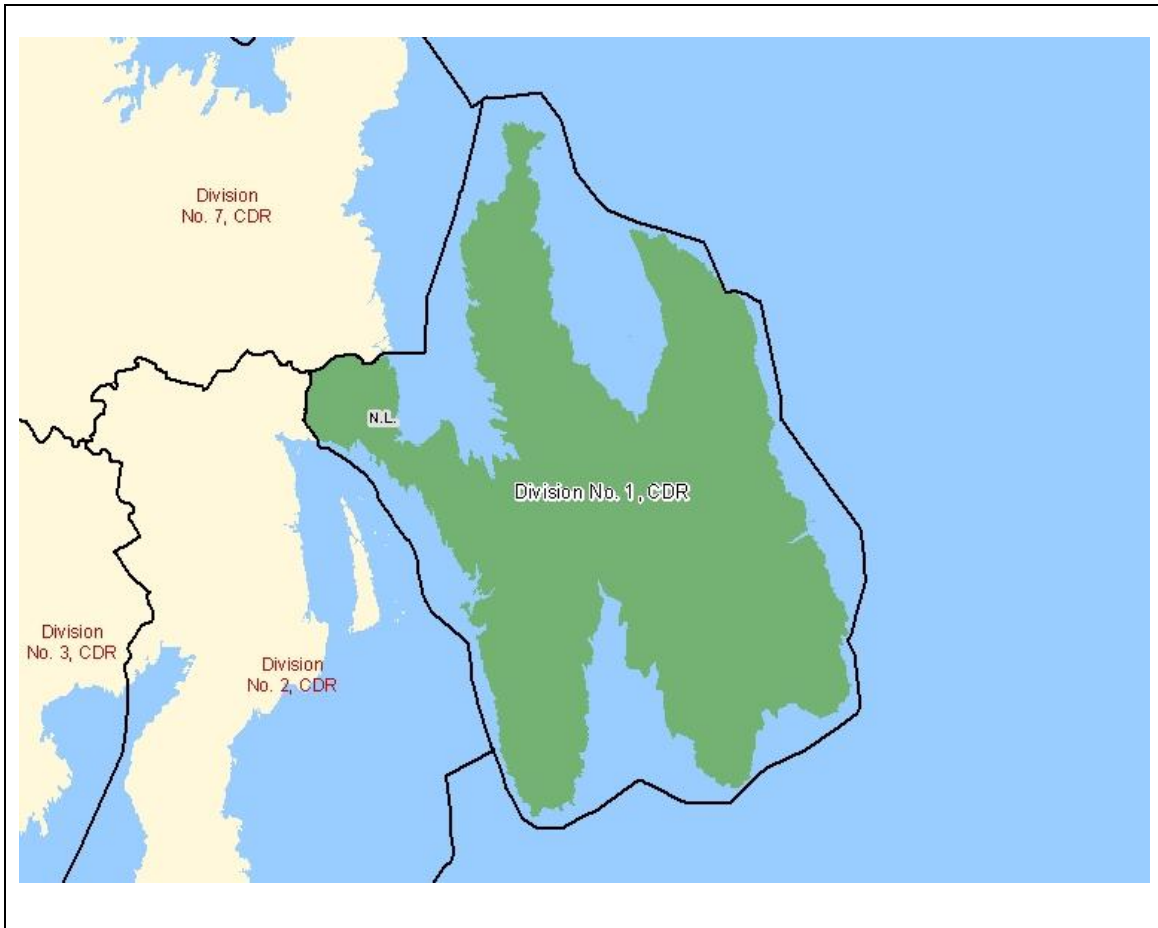 Division
No. 7, CDR
N.L.
Division No. 1, CDR
Division
No. 3, CDR
Division
No. 2, CDR